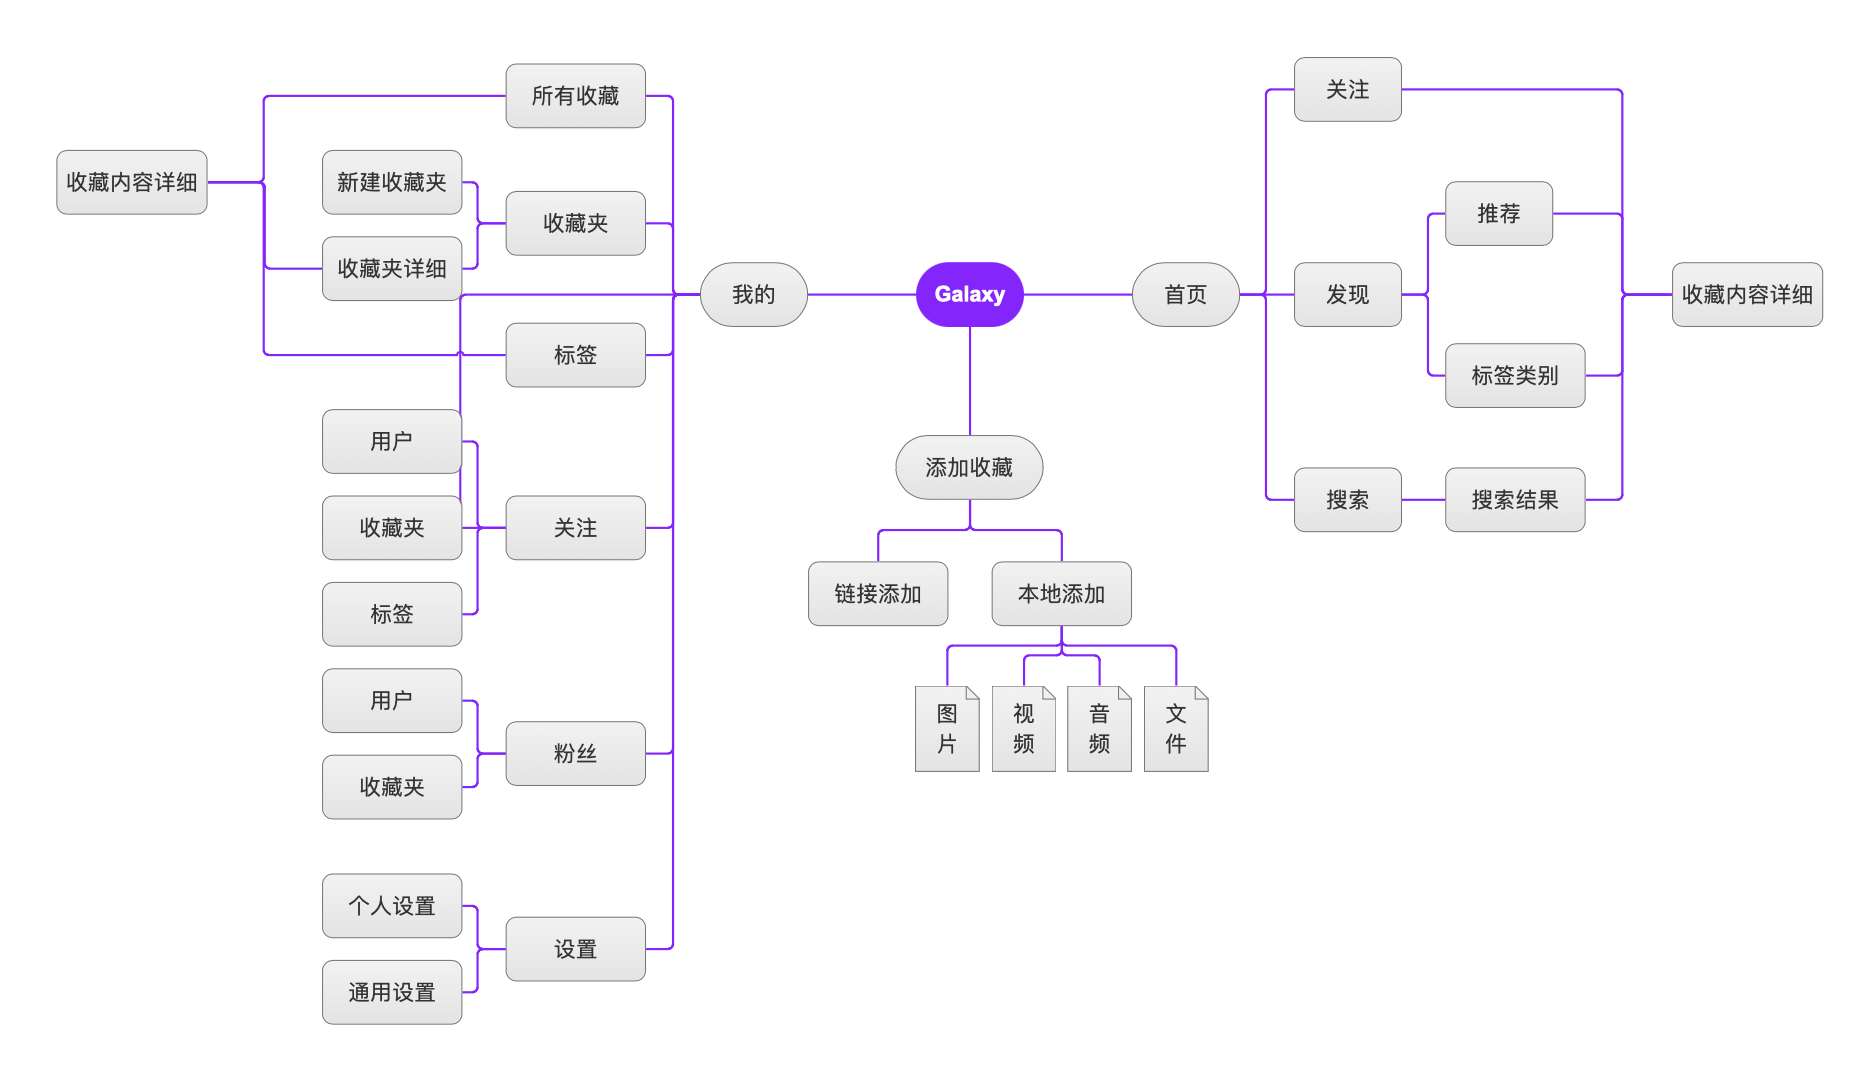 所有收藏
收藏内容详细
新建收藏夹
收藏夹
收藏夹详细
我的
标签
用户
收藏夹
关注
标签
用户
粉丝
收藏夹
个人设置
设置
通用设置
Galaxy
添加收藏
链接添加
本地添加
图
片
视
频
音
频
文
件
首页
关注
推荐
发现
收藏内容详细
标签类别
搜索
搜索结果